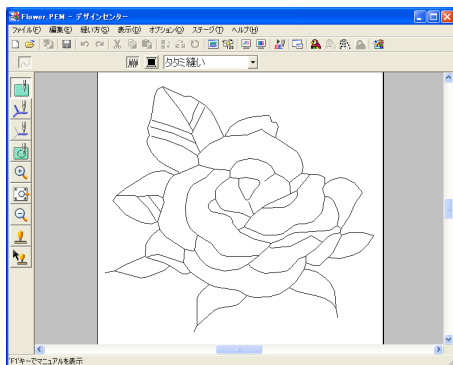 Flower.PEM - デザインセンター
ファイル(F) 編集(E) 縫い方(S) 表示(D) オプション(O) ステージ(T) ヘルプ(H)
タタミ縫い
'F1'キーでマニュアルを表示